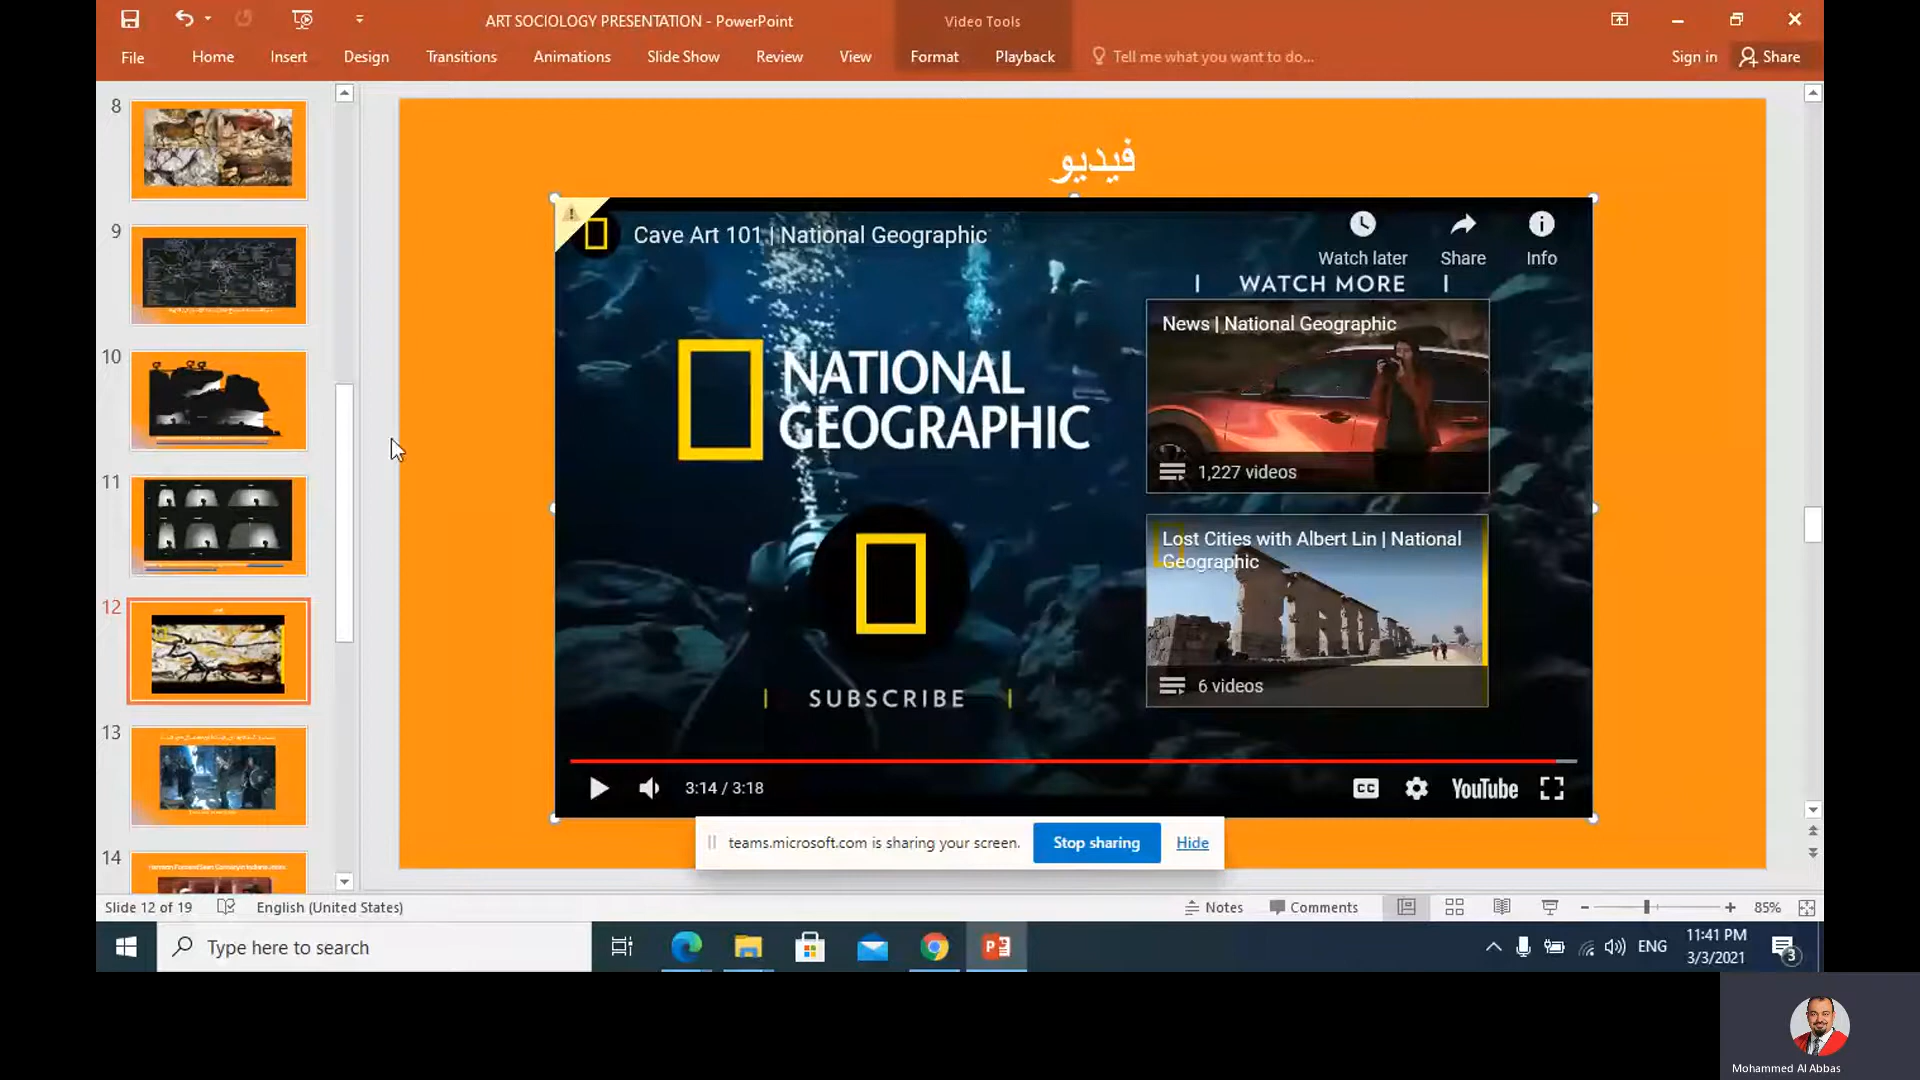 ART SOCIOLOGY PRESENTATION - PowerPoint
Video Tools
File
Home
Insert
Design
Transitions
Animations
Slide Show
Review
View
Format
Playback
Tell me what you want to do...
Sign in
Share
8
9
10
11
12
13
14
فيديو
Cave Art 101 | National Geographic
Watch later
Share
Info
WATCH MORE
News | National Geographic
1,227 videos
NATIONAL
GEOGRAPHIC
Lost Cities with Albert Lin | National
Geographic
6 videos
SUBSCRIBE
3:14 / 3:18
CC
YouTube
teams.microsoft.com is sharing your screen.
Stop sharing
Hide
Slide 12 of 19
English (United States)
Notes
Comments
85%
Type here to search
ENG
11:41 PM
3/3/2021
3
Mohammed Al Abbas